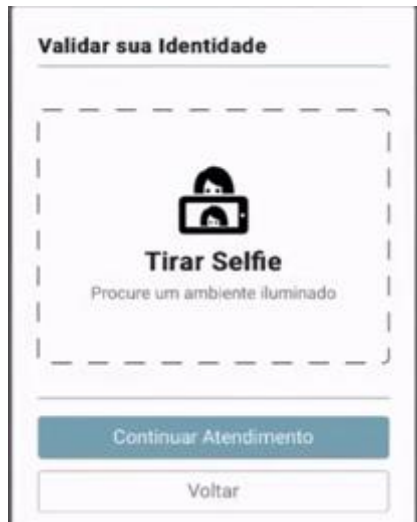 Validar sua Identidade
Tirar Selfie
Procure um ambiente iluminado
Continuar Atendimento
Voltar